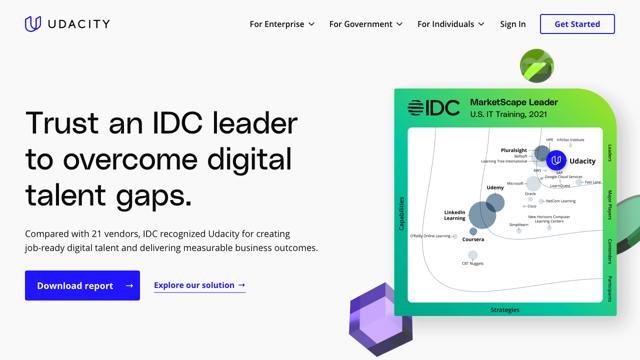 UDACITY
For Enterprise
For Government
For Individuals
Sign In
Get Started
Trust an IDC leader
to overcome digital
talent gaps.
Compared with 21 vendors, IDC recognized Udacity for creating
job-ready digital talent and delivering measurable business outcomes.
Download report →
Explore our solution →
IDC
MarketScape Leader
U.S. IT Training, 2021
Capabilities
Strategies
Leaders
Major Players
Contenders
Participants
HPE
Infosec Institute
Pluralsight
Skillsoft
Learning Tree International
Udacity
AWS
SAP
Google Cloud Services
Microsoft
LearnQuest
Fast Lane
Udemy
Oracle
NetCom Learning
Cisco
LinkedIn
Learning
New Horizons Computer
Learning Centers
Simplilearn
O'Reilly Online Learning
Coursera
CBT Nuggets